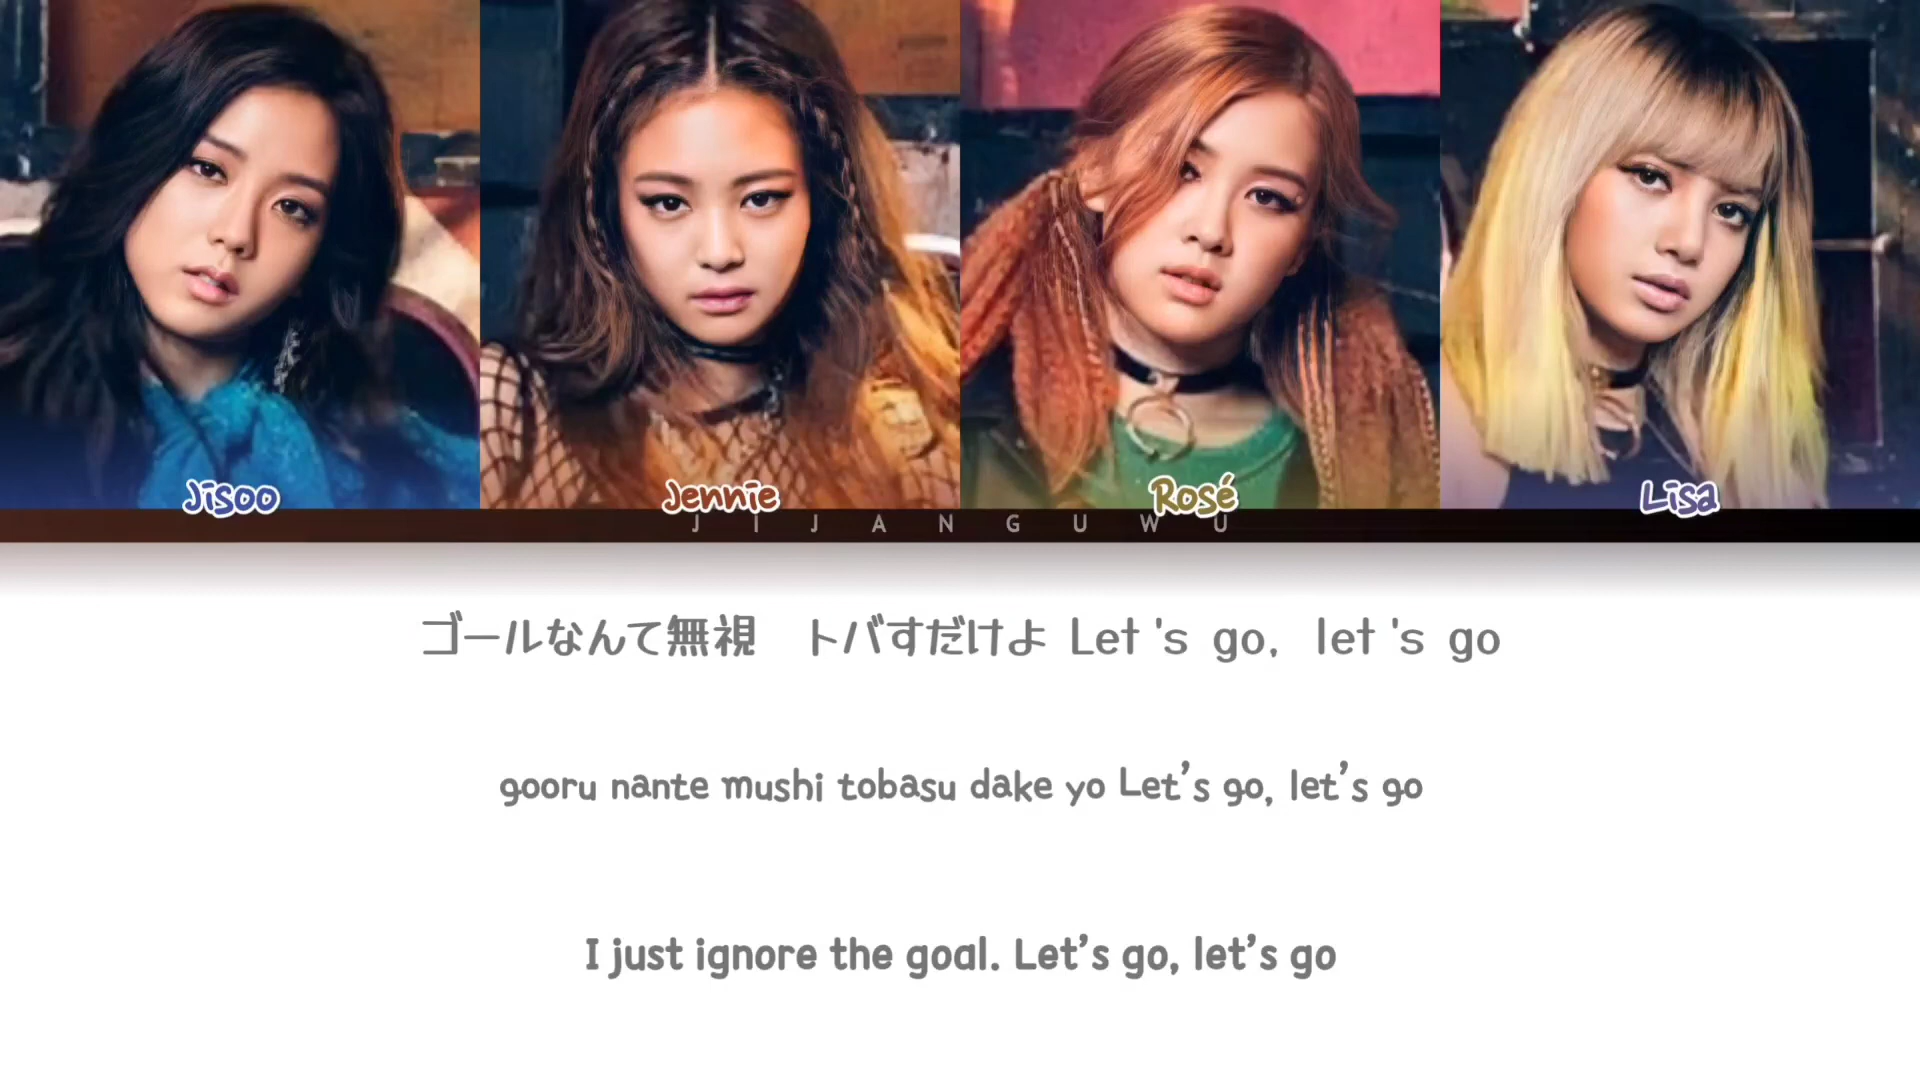 Jisoo
Jennie
Rosé
Lisa
JIJANGUWU
ゴールなんて無視　トバすだけよ Let's go, let's go
gooru nante mushi tobasu dake yo Let's go, let's go
I just ignore the goal. Let's go, let's go